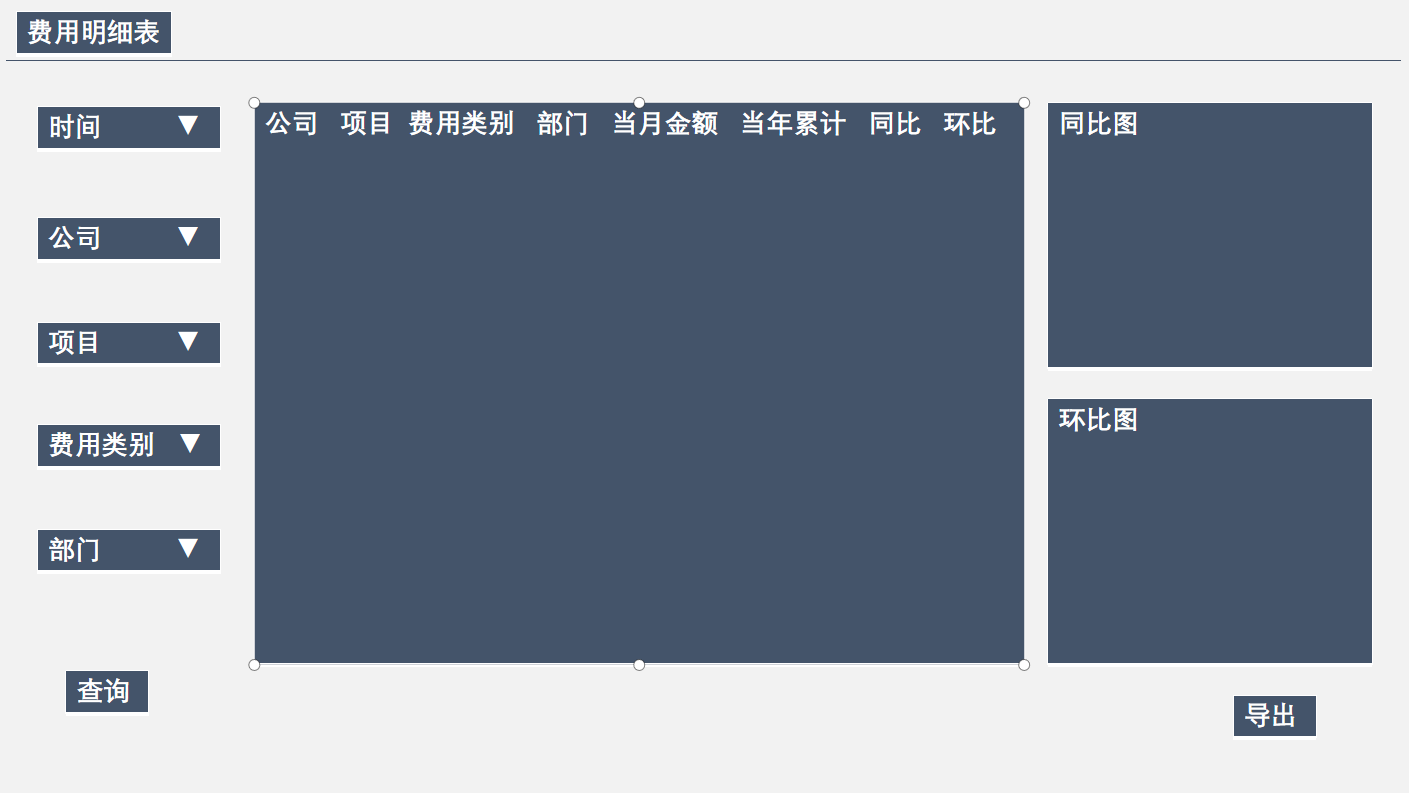 费用明细表
时间 ▼
公司 ▼
项目 ▼
费用类别 ▼
部门 ▼
查询
公司 项目 费用类别 部门 当月金额 当年累计 同比 环比
同比图
环比图
导出